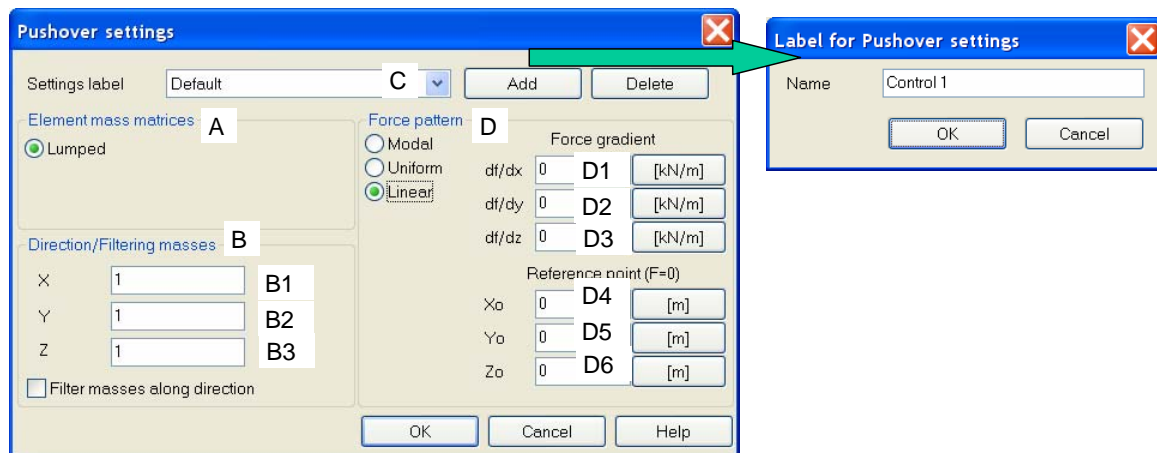 Pushover settings
Settings label Default C Add Delete
Element mass matrices A
Lumped
Direction/Filtering masses B
X 1 B1
Y 1 B2
Z 1 B3
Filter masses along direction
Force pattern D
Modal
Uniform
Linear
Force gradient
df/dx 0 D1 [kN/m]
df/dy 0 D2 [kN/m]
df/dz 0 D3 [kN/m]
Reference point (F=0)
Xo 0 D4 [m]
Yo 0 D5 [m]
Zo 0 D6 [m]
OK Cancel Help
Label for Pushover settings
Name Control 1
OK Cancel